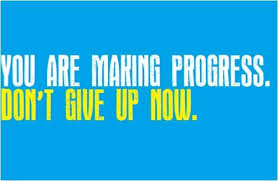 YOU ARE MAKING PROGRESS.
DON'T GIVE UP NOW.